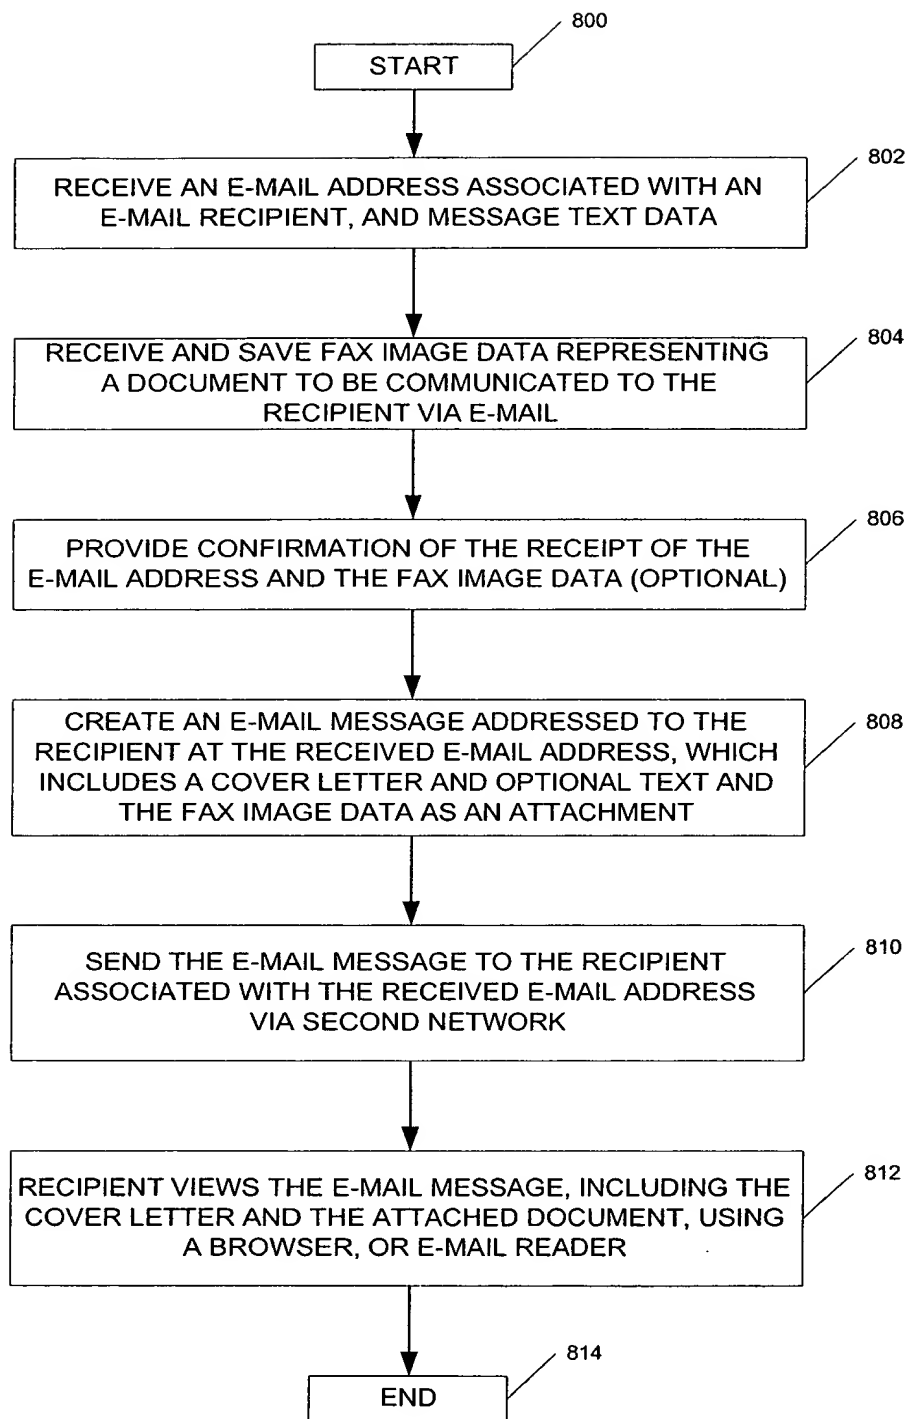 800
START
802
RECEIVE AN E-MAIL ADDRESS ASSOCIATED WITH AN
E-MAIL RECIPIENT, AND MESSAGE TEXT DATA
804
RECEIVE AND SAVE FAX IMAGE DATA REPRESENTING
A DOCUMENT TO BE COMMUNICATED TO THE
RECIPIENT VIA E-MAIL
806
PROVIDE CONFIRMATION OF THE RECEIPT OF THE
E-MAIL ADDRESS AND THE FAX IMAGE DATA (OPTIONAL)
808
CREATE AN E-MAIL MESSAGE ADDRESSED TO THE
RECIPIENT AT THE RECEIVED E-MAIL ADDRESS, WHICH
INCLUDES A COVER LETTER AND OPTIONAL TEXT AND
THE FAX IMAGE DATA AS AN ATTACHMENT
810
SEND THE E-MAIL MESSAGE TO THE RECIPIENT
ASSOCIATED WITH THE RECEIVED E-MAIL ADDRESS
VIA SECOND NETWORK
812
RECIPIENT VIEWS THE E-MAIL MESSAGE, INCLUDING THE
COVER LETTER AND THE ATTACHED DOCUMENT, USING
A BROWSER, OR E-MAIL READER
814
END